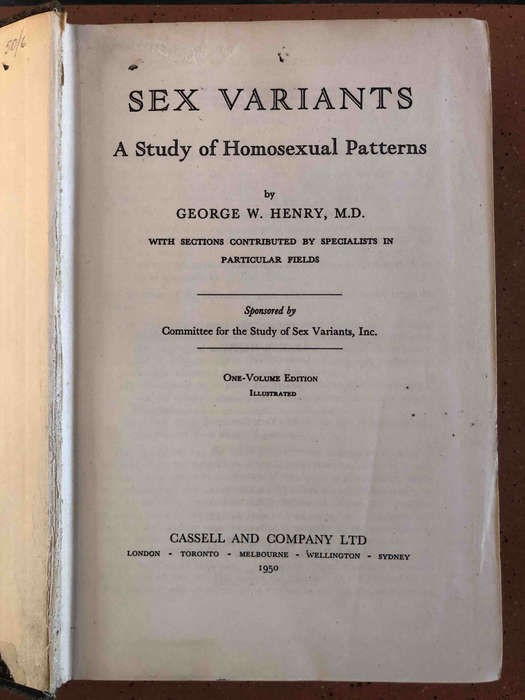 50/6
SEX VARIANTS
A Study of Homosexual Patterns
by
GEORGE W. HENRY, M.D.
WITH SECTIONS CONTRIBUTED BY SPECIALISTS IN
PARTICULAR FIELDS
Sponsored by
Committee for the Study of Sex Variants, Inc.
ONE-VOLUME EDITION
ILLUSTRATED
CASSELL AND COMPANY LTD
LONDON - TORONTO - MELBOURNE - WELLINGTON - SYDNEY
1950